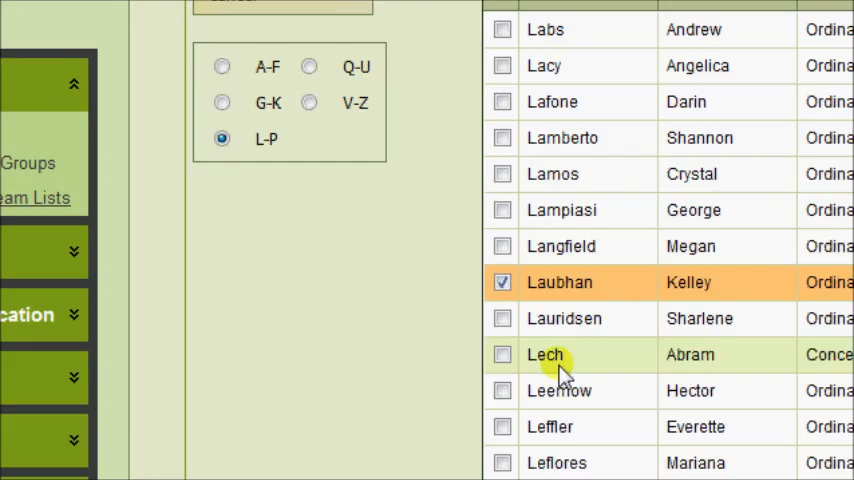 A-F Q-U
G-K V-Z
L-P
Groups
eam Lists
cation
Labs Andrew Ordina
Lacy Angelica Ordina
Lafone Darin Ordina
Lamberto Shannon Ordina
Lamos Crystal Ordina
Lampiasi George Ordina
Langfield Megan Ordina
Laubhan Kelley Ordina
Lauridsen Sharlene Ordina
Lech Abram Conce
Hector Ordina
Leffler Everette Ordina
Leflores Mariana Ordina